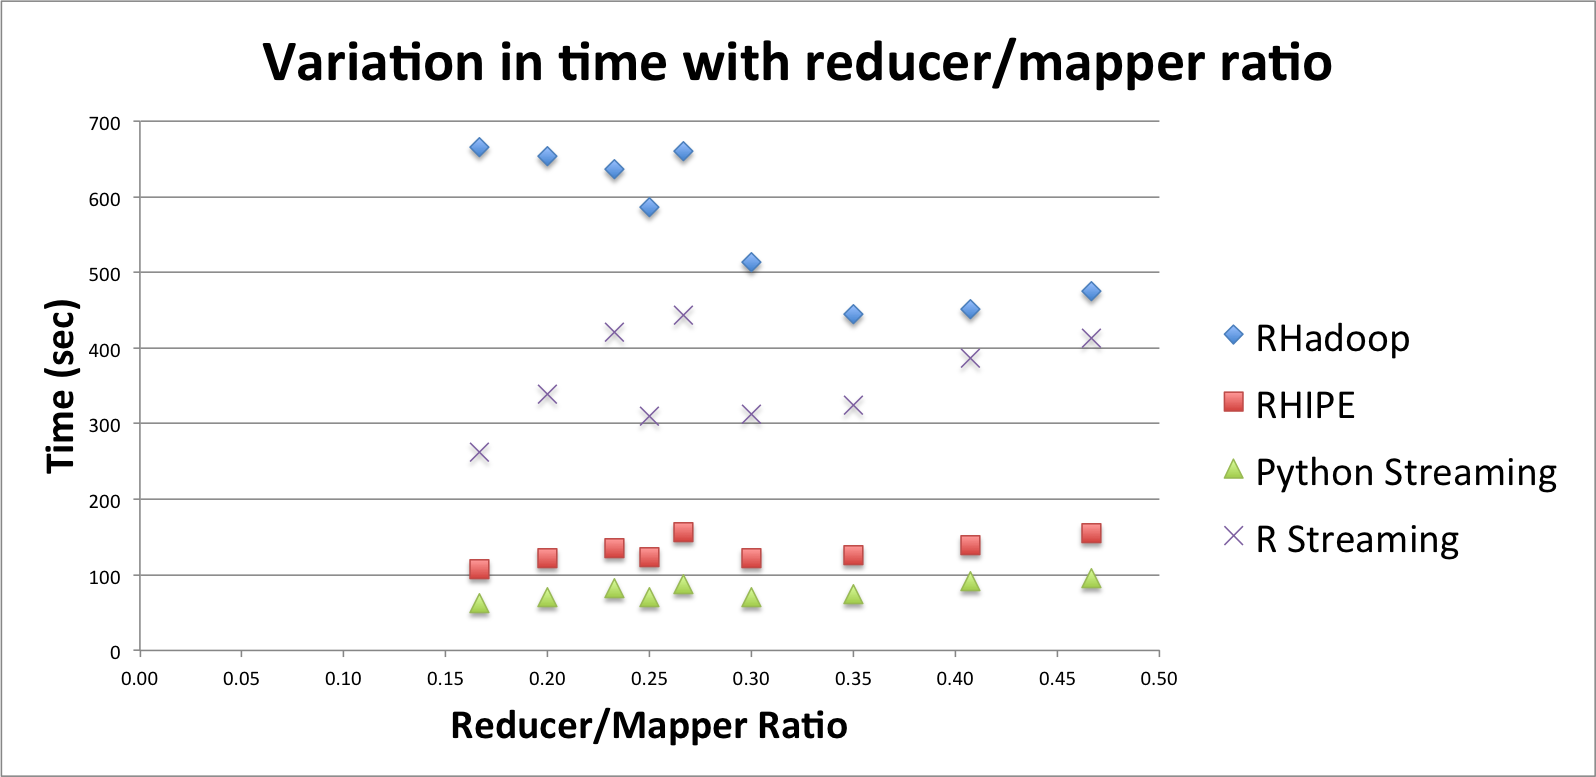 Variation in time with reducer/mapper ratio
700
600
500
400
300
200
100
0
Time (sec)
0.00 0.05 0.10 0.15 0.20 0.25 0.30 0.35 0.40 0.45 0.50
Reducer/Mapper Ratio
RHadoop
RHIPE
Python Streaming
R Streaming